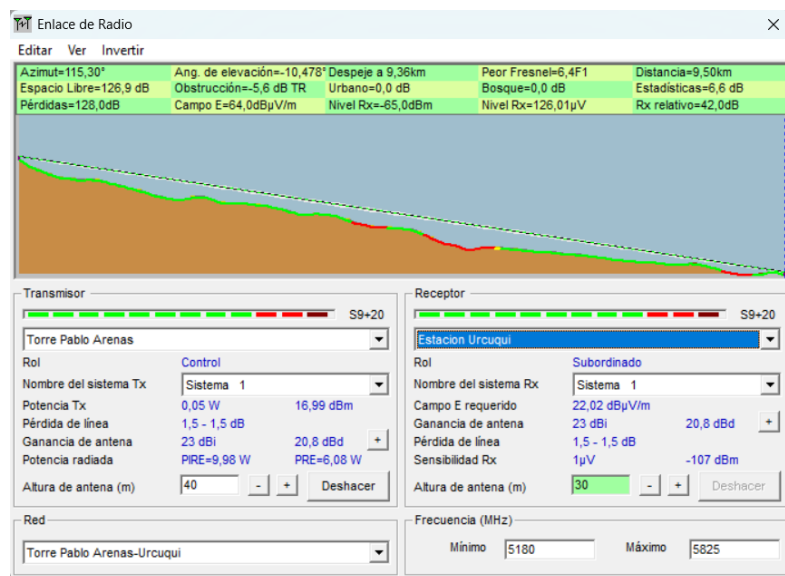 Enlace de Radio
Editar Ver Invertir
Azimut=115,30° Ang. de elevación=-10,478° Despeje a 9,36km Peor Fresnel=6,4F1 Distancia=9,50km
Espacio Libre=126,9 dB Obstrucción=-5,6 dB TR Urbano=0,0 dB Bosque=0,0 dB Estadísticas=6,6 dB
Pérdidas=128,0dB Campo E=64,0dBµV/m Nivel Rx=-65,0dBm Nivel Rx=126,01µV Rx relativo=42,0dB
Transmisor
S9+20
Torre Pablo Arenas
Rol Control
Nombre del sistema Tx Sistema 1
Potencia Tx 0,05 W 16,99 dBm
Pérdida de línea 1,5 - 1,5 dB
Ganancia de antena 23 dBi 20,8 dBd +
Potencia radiada PIRE=9,98 W PRE=6,08 W
Altura de antena (m) 40 - + Deshacer
Red
Torre Pablo Arenas-Urcuqui
Receptor
S9+20
Estacion Urcuqui
Rol Subordinado
Nombre del sistema Rx Sistema 1
Campo E requerido 22,02 dBµV/m
Ganancia de antena 23 dBi 20,8 dBd +
Pérdida de línea 1,5 - 1,5 dB
Sensibilidad Rx 1µV -107 dBm
Altura de antena (m) 30 - + Deshacer
Frecuencia (MHz)
Mínimo 5180 Máximo 5825